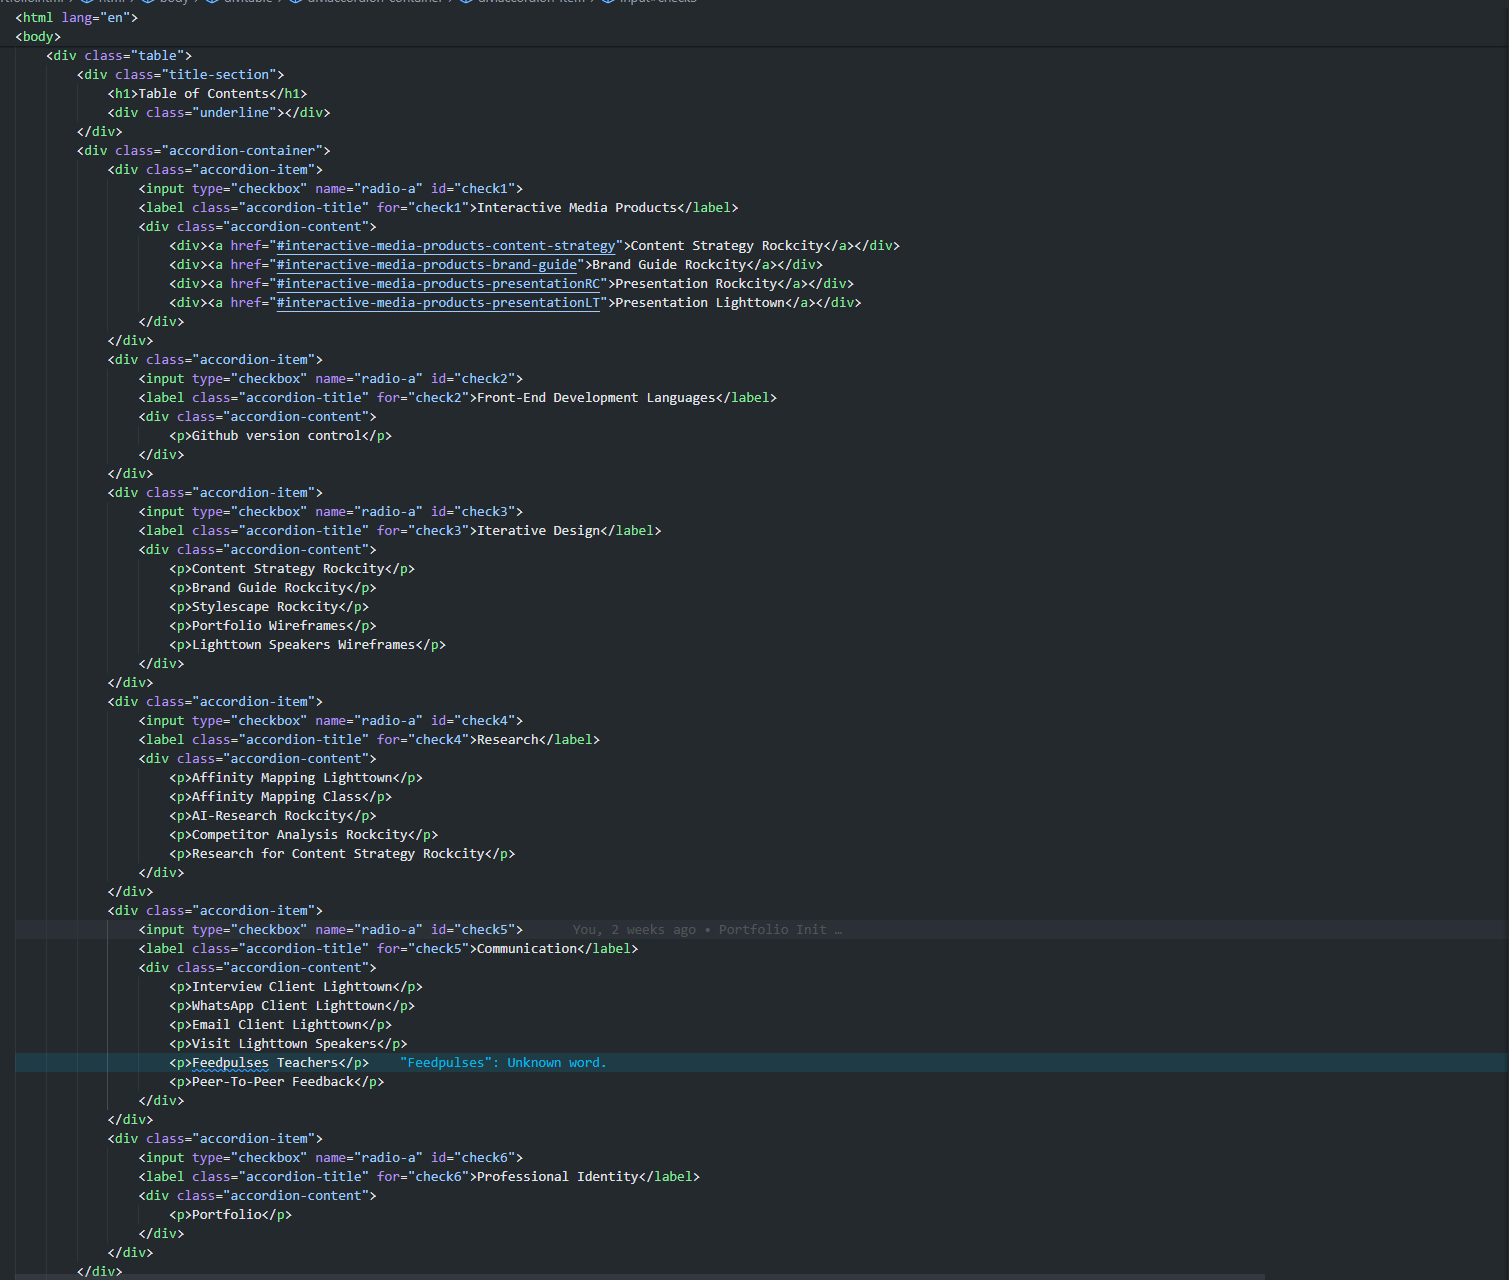 <html lang="en">
<body>
<div class="table">
<div class="title-section">
<h1>Table of Contents</h1>
<div class="underline"></div>
</div>
<div class="accordion-container">
<div class="accordion-item">
<input type="checkbox" name="radio-a" id="check1">
<label class="accordion-title" for="check1">Interactive Media Products</label>
<div class="accordion-content">
<div><a href="#interactive-media-products-content-strategy">Content Strategy Rockcity</a></div>
<div><a href="#interactive-media-products-brand-guide">Brand Guide Rockcity</a></div>
<div><a href="#interactive-media-products-presentationRC">Presentation Rockcity</a></div>
<div><a href="#interactive-media-products-presentationLT">Presentation Lighttown</a></div>
</div>
</div>
<div class="accordion-item">
<input type="checkbox" name="radio-a" id="check2">
<label class="accordion-title" for="check2">Front-End Development Languages</label>
<div class="accordion-content">
<p>Github version control</p>
</div>
</div>
<div class="accordion-item">
<input type="checkbox" name="radio-a" id="check3">
<label class="accordion-title" for="check3">Iterative Design</label>
<div class="accordion-content">
<p>Content Strategy Rockcity</p>
<p>Brand Guide Rockcity</p>
<p>Stylescape Rockcity</p>
<p>Portfolio Wireframes</p>
<p>Lighttown Speakers Wireframes</p>
</div>
</div>
<div class="accordion-item">
<input type="checkbox" name="radio-a" id="check4">
<label class="accordion-title" for="check4">Research</label>
<div class="accordion-content">
<p>Affinity Mapping Lighttown</p>
<p>Affinity Mapping Class</p>
<p>AI-Research Rockcity</p>
<p>Competitor Analysis Rockcity</p>
<p>Research for Content Strategy Rockcity</p>
</div>
</div>
<div class="accordion-item">
<input type="checkbox" name="radio-a" id="check5"> You, 2 weeks ago • Portfolio Init …
<label class="accordion-title" for="check5">Communication</label>
<div class="accordion-content">
<p>Interview Client Lighttown</p>
<p>WhatsApp Client Lighttown</p>
<p>Email Client Lighttown</p>
<p>Visit Lighttown Speakers</p>
<p>Feedpulses Teachers</p> "Feedpulses": Unknown word.
<p>Peer-To-Peer Feedback</p>
</div>
</div>
<div class="accordion-item">
<input type="checkbox" name="radio-a" id="check6">
<label class="accordion-title" for="check6">Professional Identity</label>
<div class="accordion-content">
<p>Portfolio</p>
</div>
</div>
</div>